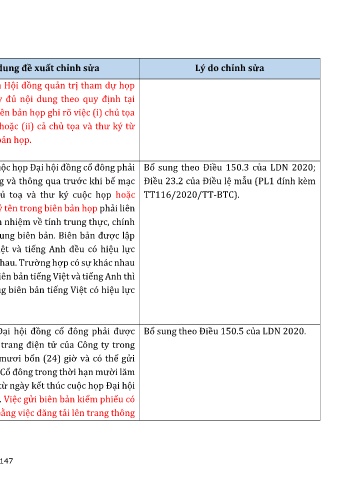 dung đề xuất chỉnh sửa
Lý do chỉnh sửa
Hội đồng quản trị tham dự họp
đủ nội dung theo quy định tại
biên bản họp ghi rõ việc (i) chủ tọa
hoặc (ii) cả chủ tọa và thư ký từ
bản họp.
cuộc họp Đại hội đồng cổ đông phải
và thông qua trước khi bế mạc
toạ và thư ký cuộc họp hoặc
ký tên trong biên bản họp phải liên
nhiệm về tính trung thực, chính
dung biên bản. Biên bản được lập
Việt và tiếng Anh đều có hiệu lực
nhau. Trường hợp có sự khác nhau
biên bản tiếng Việt và tiếng Anh thì
biên bản tiếng Việt có hiệu lực
Bổ sung theo Điều 150.3 của LDN 2020;
Điều 23.2 của Điều lệ mẫu (PL1 đính kèm
TT116/2020/TT-BTC).
Đại hội đồng cổ đông phải được
trang điện tử của Công ty trong
mươi bốn (24) giờ và có thể gửi
Cổ đông trong thời hạn mười lăm
từ ngày kết thúc cuộc họp Đại hội
. Việc gửi biên bản kiểm phiếu có
bằng việc đăng tải lên trang thông
Bổ sung theo Điều 150.5 của LDN 2020.
147